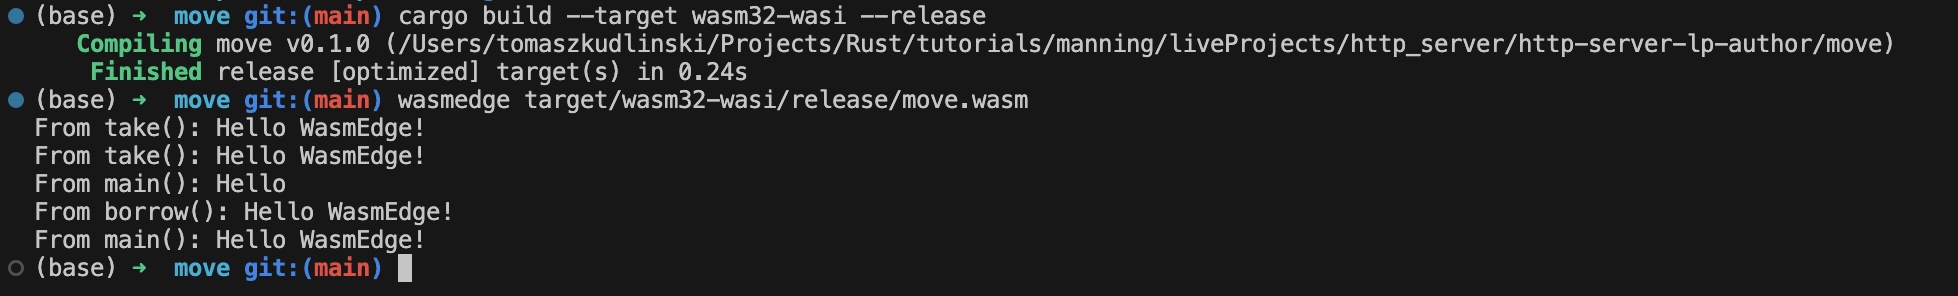 (base) → move git:(main) cargo build --target wasm32-wasi --release
Compiling move v0.1.0 (/Users/tomaszkudlinski/Projects/Rust/tutorials/manning/liveProjects/http_server/http-server-lp-author/move)
Finished release [optimized] target(s) in 0.24s
(base) → move git:(main) wasmedge target/wasm32-wasi/release/move.wasm
From take(): Hello WasmEdge!
From take(): Hello WasmEdge!
From main(): Hello
From borrow(): Hello WasmEdge!
From main(): Hello WasmEdge!
(base) → move git:(main)